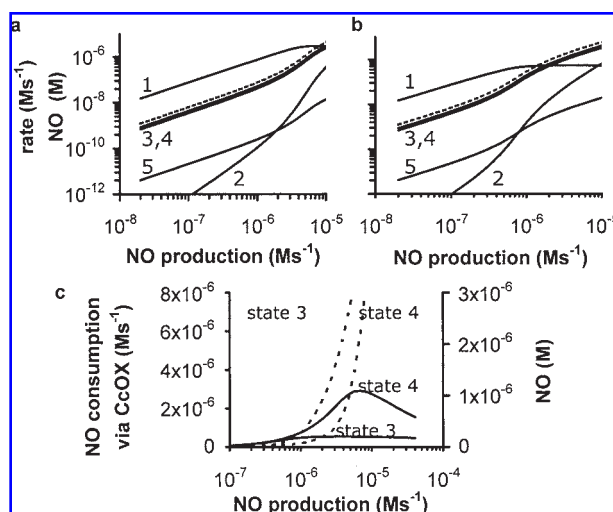 a
b
rate (Ms⁻¹)
NO (M)
10⁻⁶
10⁻⁸
10⁻¹⁰
10⁻¹²
1
3,4
5
2
1
3,4
5
2
10⁻⁸ 10⁻⁷ 10⁻⁶ 10⁻⁵
10⁻⁸ 10⁻⁷ 10⁻⁶ 10⁻⁵
NO production (Ms⁻¹)
NO production (Ms⁻¹)
c
NO consumption
via CcOX (Ms⁻¹)
8x10⁻⁶
6x10⁻⁶
4x10⁻⁶
2x10⁻⁶
0
state 3
state 4
state 4
state 3
3x10⁻⁶
2x10⁻⁶
1x10⁻⁶
0
NO (M)
10⁻⁷ 10⁻⁶ 10⁻⁵ 10⁻⁴
NO production (Ms⁻¹)